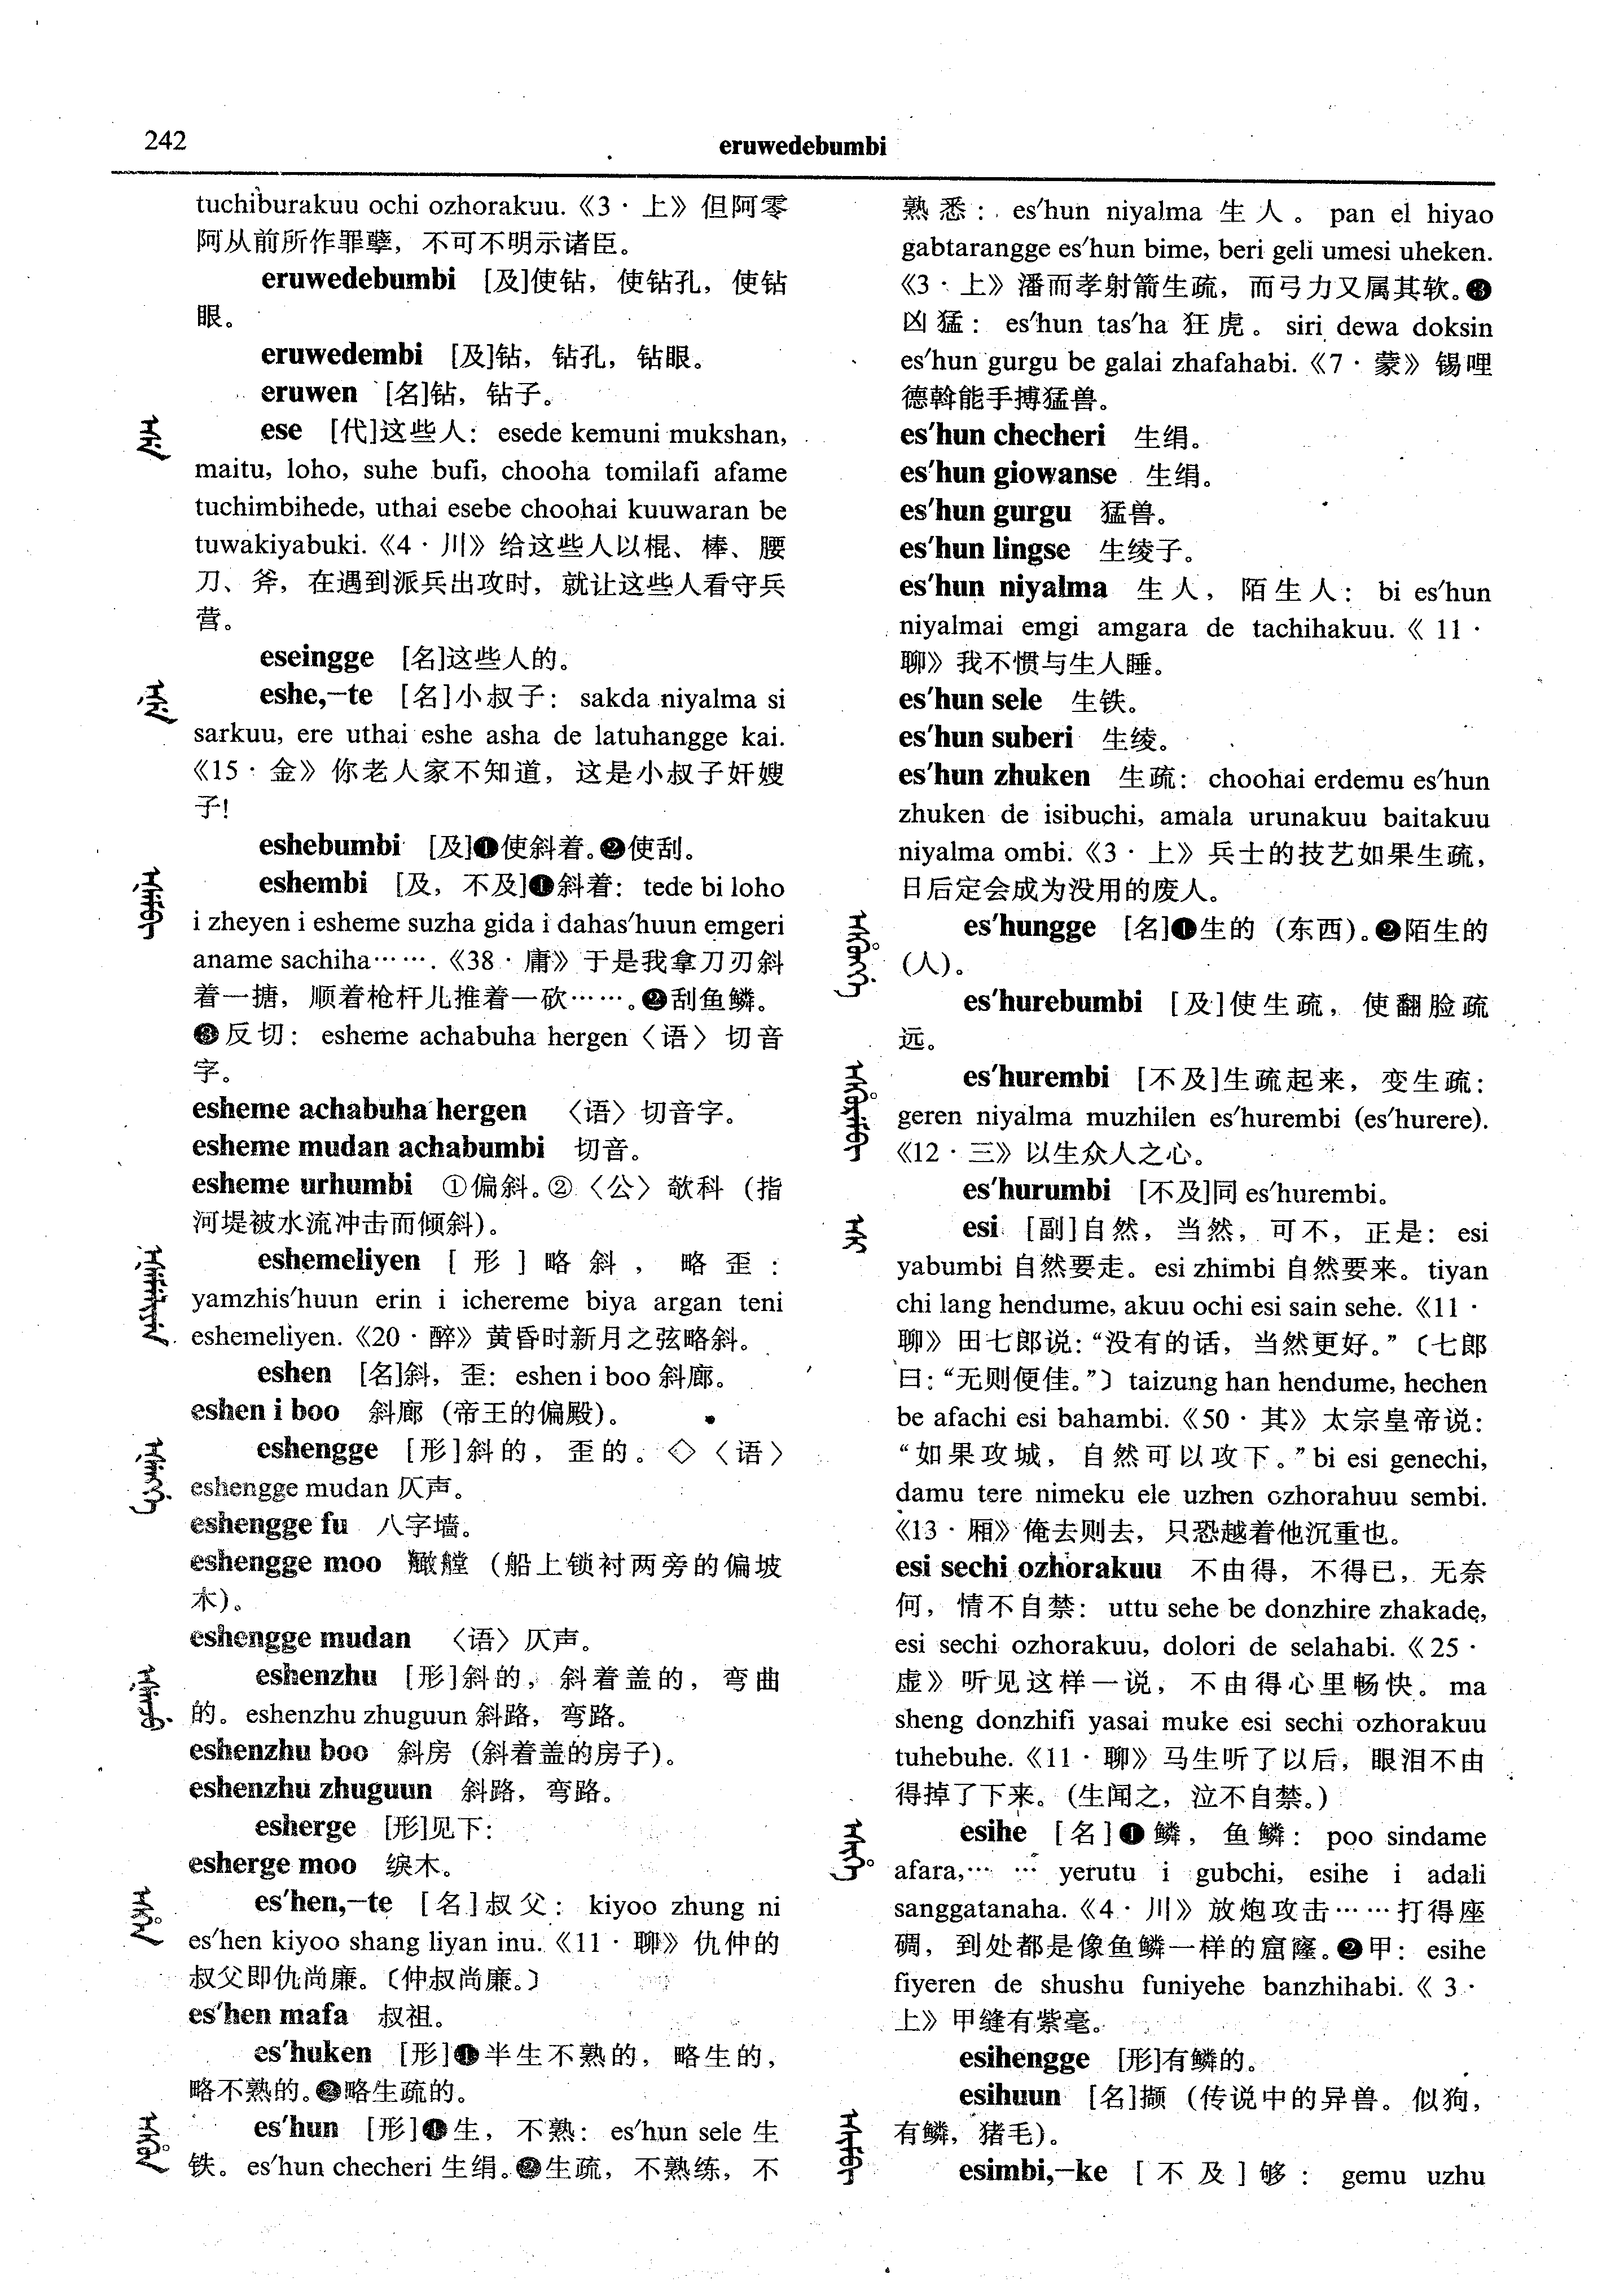 242
eruwedebumbi
tuchiburakuu ochi ozhorakuu.《3·上》但阿零
阿从前所作罪孽，不可不明示诸臣。
eruwedebumbi [及]使钻，使钻孔，使钻
眼。
eruwedembi [及]钻，钻孔，钻眼。
eruwen [名]钻，钻子。
ese [代]这些人：esede kemuni mukshan,
maitu, loho, suhe bufi, chooha tomilafi afame
tuchimbihede, uthai esebe choohai kuuwaran be
tuwakiyabuki.《4·川》给这些人以棍、棒、腰
刀、斧，在遇到派兵出攻时，就让这些人看守兵
营。
eseingge [名]这些人的。
eshe,-te [名]小叔子：sakda niyalma si
sarkuu, ere uthai eshe asha de latuhangge kai.
《15·金》你老人家不知道，这是小叔子奸嫂
子！
eshebumbi [及]❶使斜着。❷使刮。
eshembi [及，不及]❶斜着：tede bi loho
i zheyen i esheme suzha gida i dahas'huun emgeri
aname sachiha…….《38·庸》于是我拿刀刃斜
着一搪，顺着枪杆儿推着一砍……。❷刮鱼鳞。
❸反切：esheme achabuha hergen〈语〉切音
字。
esheme achabuha hergen 〈语〉切音字。
esheme mudan achabumbi 切音。
esheme urhumbi ①偏斜。②〈公〉欹科（指
河堤被水流冲击而倾斜）。
eshemeliyen [形]略斜，略歪：
yamzhis'huun erin i ichereme biya argan teni
eshemeliyen.《20·醉》黄昏时新月之弦略斜。
eshen [名]斜，歪：eshen i boo 斜廊。
eshen i boo 斜廊（帝王的偏殿）。
eshengge [形]斜的，歪的。◇〈语〉
eshengge mudan 仄声。
eshengge fu 八字墙。
eshengge moo （船上锁衬两旁的偏坡
木）。
eshengge mudan 〈语〉仄声。
eshenzhu [形]斜的，斜着盖的，弯曲
的。eshenzhu zhuguun 斜路，弯路。
eshenzhu boo 斜房（斜着盖的房子）。
eshenzhu zhuguun 斜路，弯路。
esherge [形]见下：
esherge moo 綟木。
es'hen,-te [名]叔父：kiyoo zhung ni
es'hen kiyoo shang liyan inu.《11·聊》仇仲的
叔父即仇尚廉。〔仲叔尚廉。〕
es'hen mafa 叔祖。
es'huken [形]❶半生不熟的，略生的，
略不熟的。❷略生疏的。
es'hun [形]❶生，不熟：es'hun sele 生
铁。es'hun checheri 生绢。❷生疏，不熟练，不
熟悉：es'hun niyalma 生人。pan el hiyao
gabtarangge es'hun bime, beri geli umesi uheken.
《3·上》潘而孝射箭生疏，而弓力又属其软。❸
凶猛：es'hun tas'ha 狂虎。siri dewa doksin
es'hun gurgu be galai zhafahabi.《7·蒙》锡哩
德斡能手搏猛兽。
es'hun checheri 生绢。
es'hun giowanse 生绢。
es'hun gurgu 猛兽。
es'hun lingse 生绫子。
es'hun niyalma 生人，陌生人：bi es'hun
niyalmai emgi amgara de tachihakuu.《11·
聊》我不惯与生人睡。
es'hun sele 生铁。
es'hun suberi 生绫。
es'hun zhuken 生疏：choohai erdemu es'hun
zhuken de isibuchi, amala urunakuu baitakuu
niyalma ombi.《3·上》兵士的技艺如果生疏，
日后定会成为没用的废人。
es'hungge [名]❶生的（东西）。❷陌生的
（人）。
es'hurebumbi [及]使生疏，使翻脸疏
远。
es'hurembi [不及]生疏起来，变生疏：
geren niyalma muzhilen es'hurembi (es'hurere).
《12·三》以生众人之心。
es'hurumbi [不及]同 es'hurembi。
esi [副]自然，当然，可不，正是：esi
yabumbi 自然要走。esi zhimbi 自然要来。tiyan
chi lang hendume, akuu ochi esi sain sehe.《11·
聊》田七郎说：“没有的话，当然更好。”〔七郎
曰：“无则便佳。”〕taizung han hendume, hechen
be afachi esi bahambi.《50·其》太宗皇帝说：
“如果攻城，自然可以攻下。”bi esi genechi,
damu tere nimeku ele uzhen ozhorahuu sembi.
《13·厢》俺去则去，只恐越着他沉重也。
esi sechi ozhorakuu 不由得，不得已，无奈
何，情不自禁：uttu sehe be donzhire zhakade,
esi sechi ozhorakuu, dolori de selahabi.《25·
虚》听见这样一说，不由得心里畅快。ma
sheng donzhifi yasai muke esi sechi ozhorakuu
tuhebuhe.《11·聊》马生听了以后，眼泪不由
得掉了下来。（生闻之，泣不自禁。）
esihe [名]❶鳞，鱼鳞：poo sindame
afara,…… yerutu i gubchi, esihe i adali
sanggatanaha.《4·川》放炮攻击……打得座
碉，到处都是像鱼鳞一样的窟窿。❷甲：esihe
fiyeren de shushu funiyehe banzhihabi.《3·
上》甲缝有紫毫。
esihengge [形]有鳞的。
esihuun [名]（传说中的异兽。似狗，
有鳞，猪毛）。
esimbi,-ke [不及]够：gemu uzhu